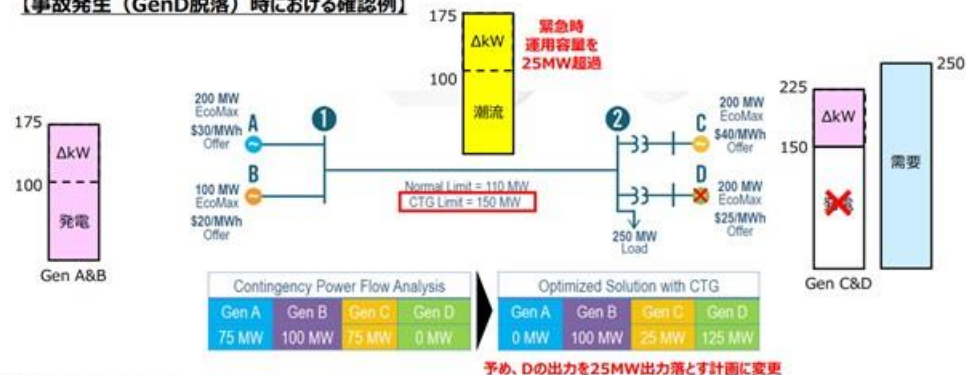 【事故発生（GenD脱落）時における確認例】
175
ΔkW
100
潮流
緊急時
運用容量を
25MW超過
175
ΔkW
100
発電
Gen A&B
200 MW
EcoMax
$30/MWh
Offer
A
100 MW
EcoMax
$20/MWh
Offer
B
1
2
Normal Limit = 110 MW
CTG Limit = 150 MW
250 MW
Load
200 MW
EcoMax
$40/MWh
Offer
C
D
200 MW
EcoMax
$25/MWh
Offer
225
ΔkW
150
Gen C&D
250
需要
Contingency Power Flow Analysis
Gen A Gen B Gen C Gen D
75 MW 100 MW 75 MW 0 MW
Optimized Solution with CTG
Gen A Gen B Gen C Gen D
0 MW 100 MW 25 MW 125 MW
予め、Dの出力を25MW出力落とす計画に変更